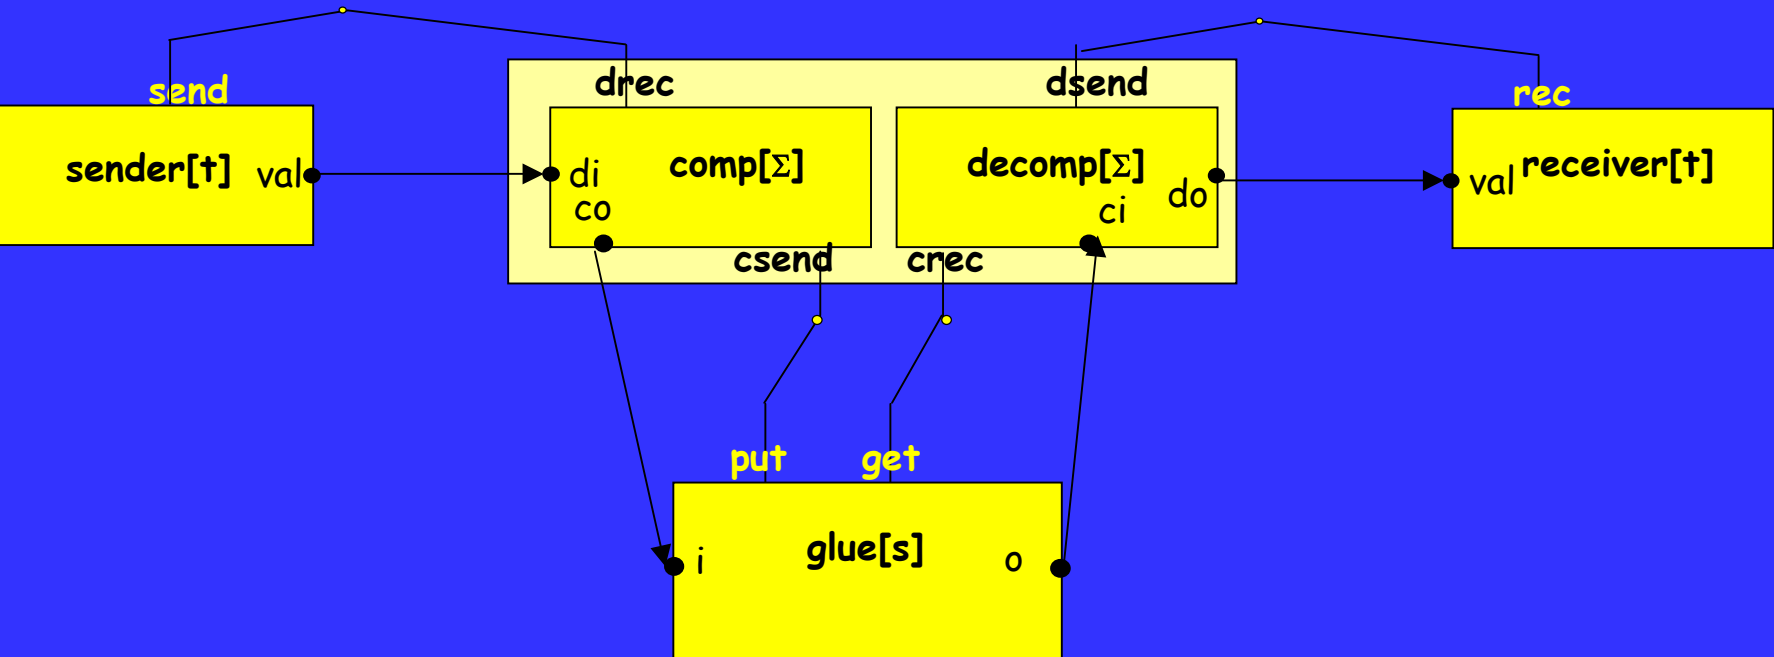 send
drec
dsend
rec
sender[t]
val
di
co
comp[Σ]
decomp[Σ]
ci
do
val
receiver[t]
csend
crec
put
get
i
glue[s]
o